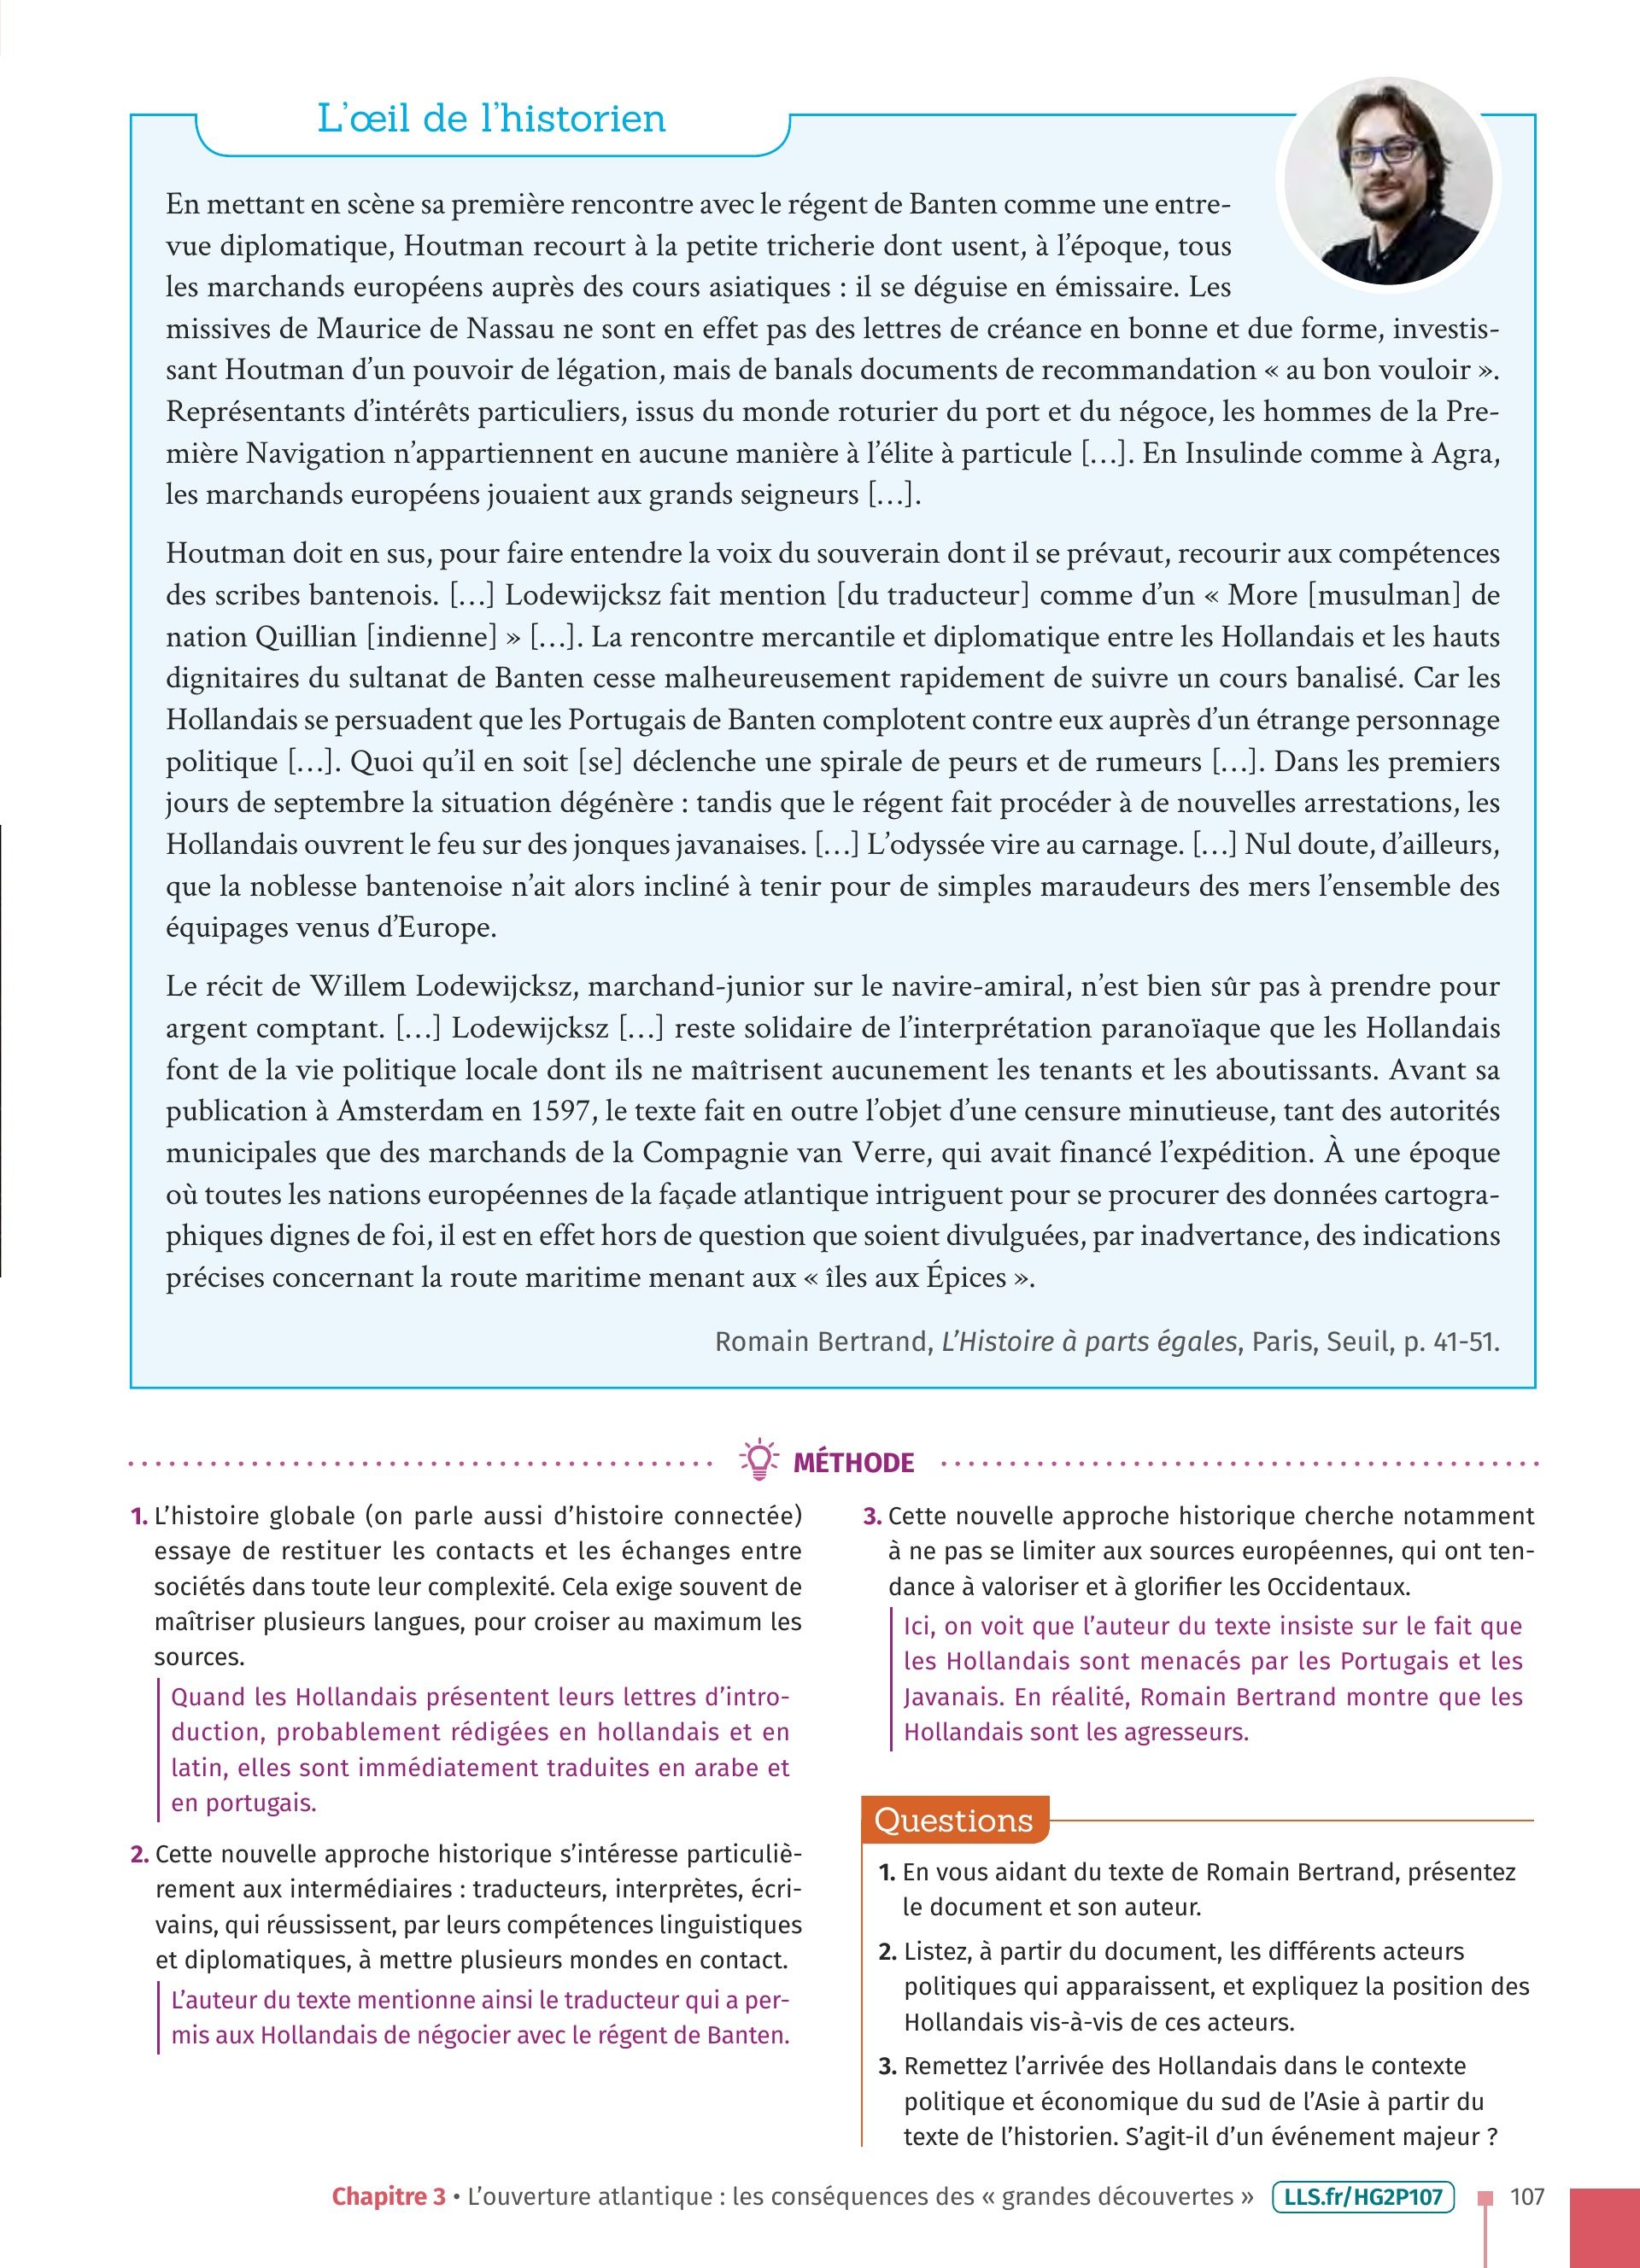 L'œil de l'historien
En mettant en scène sa première rencontre avec le régent de Banten comme une entre-
vue diplomatique, Houtman recourt à la petite tricherie dont usent, à l'époque, tous
les marchands européens auprès des cours asiatiques : il se déguise en émissaire. Les
missives de Maurice de Nassau ne sont en effet pas des lettres de créance en bonne et due forme, investis-
sant Houtman d'un pouvoir de légation, mais de banals documents de recommandation « au bon vouloir ».
Représentants d'intérêts particuliers, issus du monde roturier du port et du négoce, les hommes de la Pre-
mière Navigation n'appartiennent en aucune manière à l'élite à particule […]. En Insulinde comme à Agra,
les marchands européens jouaient aux grands seigneurs […].
Houtman doit en sus, pour faire entendre la voix du souverain dont il se prévaut, recourir aux compétences
des scribes bantenois. […] Lodewijcksz fait mention [du traducteur] comme d'un « More [musulman] de
nation Quillian [indienne] » […]. La rencontre mercantile et diplomatique entre les Hollandais et les hauts
dignitaires du sultanat de Banten cesse malheureusement rapidement de suivre un cours banalisé. Car les
Hollandais se persuadent que les Portugais de Banten complotent contre eux auprès d'un étrange personnage
politique […]. Quoi qu'il en soit [se] déclenche une spirale de peurs et de rumeurs […]. Dans les premiers
jours de septembre la situation dégénère : tandis que le régent fait procéder à de nouvelles arrestations, les
Hollandais ouvrent le feu sur des jonques javanaises. […] L'odyssée vire au carnage. […] Nul doute, d'ailleurs,
que la noblesse bantenoise n'ait alors incliné à tenir pour de simples maraudeurs des mers l'ensemble des
équipages venus d'Europe.
Le récit de Willem Lodewijcksz, marchand-junior sur le navire-amiral, n'est bien sûr pas à prendre pour
argent comptant. […] Lodewijcksz […] reste solidaire de l'interprétation paranoïaque que les Hollandais
font de la vie politique locale dont ils ne maîtrisent aucunement les tenants et les aboutissants. Avant sa
publication à Amsterdam en 1597, le texte fait en outre l'objet d'une censure minutieuse, tant des autorités
municipales que des marchands de la Compagnie van Verre, qui avait financé l'expédition. À une époque
où toutes les nations européennes de la façade atlantique intriguent pour se procurer des données cartogra-
phiques dignes de foi, il est en effet hors de question que soient divulguées, par inadvertance, des indications
précises concernant la route maritime menant aux « îles aux Épices ».
Romain Bertrand, L'Histoire à parts égales, Paris, Seuil, p. 41-51.
MÉTHODE
1. L'histoire globale (on parle aussi d'histoire connectée)
essaye de restituer les contacts et les échanges entre
sociétés dans toute leur complexité. Cela exige souvent de
maîtriser plusieurs langues, pour croiser au maximum les
sources.
Quand les Hollandais présentent leurs lettres d'intro-
duction, probablement rédigées en hollandais et en
latin, elles sont immédiatement traduites en arabe et
en portugais.
2. Cette nouvelle approche historique s'intéresse particuliè-
rement aux intermédiaires : traducteurs, interprètes, écri-
vains, qui réussissent, par leurs compétences linguistiques
et diplomatiques, à mettre plusieurs mondes en contact.
L'auteur du texte mentionne ainsi le traducteur qui a per-
mis aux Hollandais de négocier avec le régent de Banten.
3. Cette nouvelle approche historique cherche notamment
à ne pas se limiter aux sources européennes, qui ont ten-
dance à valoriser et à glorifier les Occidentaux.
Ici, on voit que l'auteur du texte insiste sur le fait que
les Hollandais sont menacés par les Portugais et les
Javanais. En réalité, Romain Bertrand montre que les
Hollandais sont les agresseurs.
Questions
1. En vous aidant du texte de Romain Bertrand, présentez
le document et son auteur.
2. Listez, à partir du document, les différents acteurs
politiques qui apparaissent, et expliquez la position des
Hollandais vis-à-vis de ces acteurs.
3. Remettez l'arrivée des Hollandais dans le contexte
politique et économique du sud de l'Asie à partir du
texte de l'historien. S'agit-il d'un événement majeur ?
Chapitre 3 • L'ouverture atlantique : les conséquences des « grandes découvertes » LLS.fr/HG2P107 107